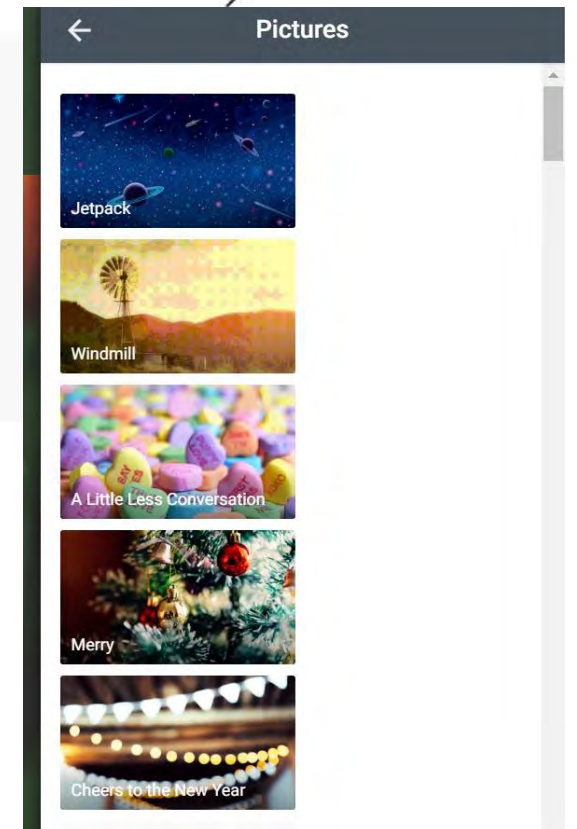 Pictures
Jetpack
Windmill
A Little Less Conversation
Merry
Cheers to the New Year